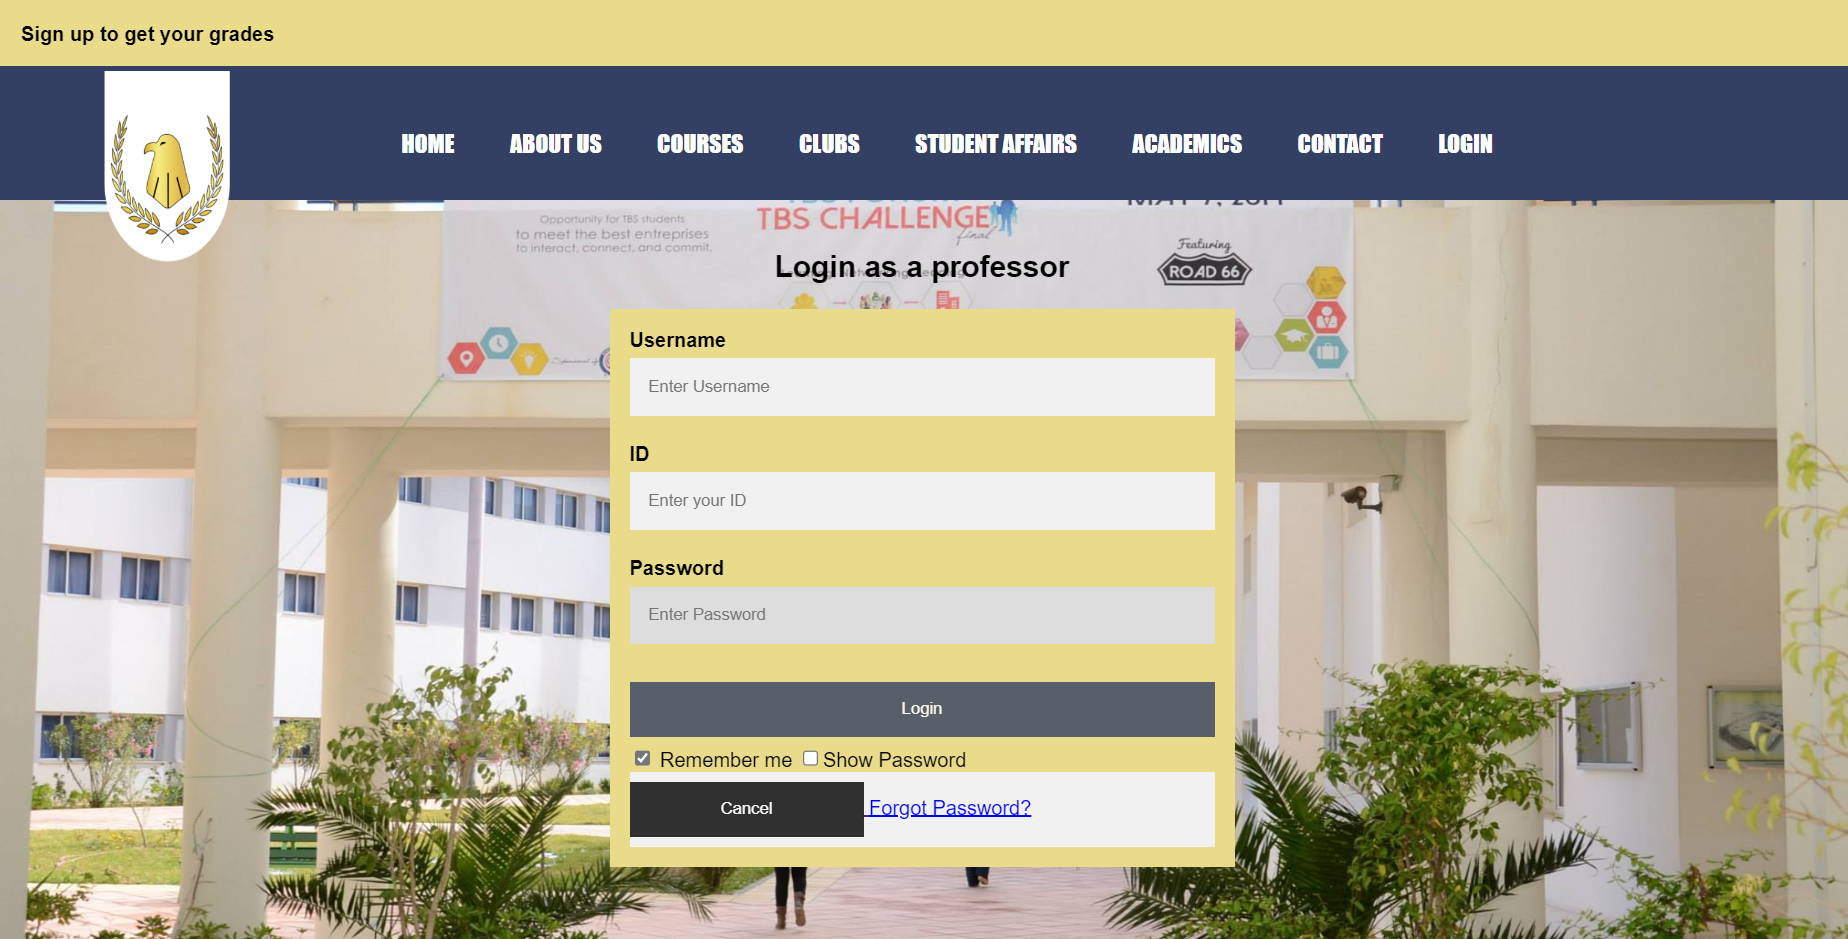 Sign up to get your grades
HOME ABOUT US COURSES CLUBS STUDENT AFFAIRS ACADEMICS CONTACT LOGIN
Opportunity for TBS students
to meet the best entreprises
to interact, connect, and commit.
TBS CHALLENGE
final
Featuring
ROAD 66
Login as a professor
Username
Enter Username
ID
Enter your ID
Password
Enter Password
Login
Remember me Show Password
Cancel Forgot Password?